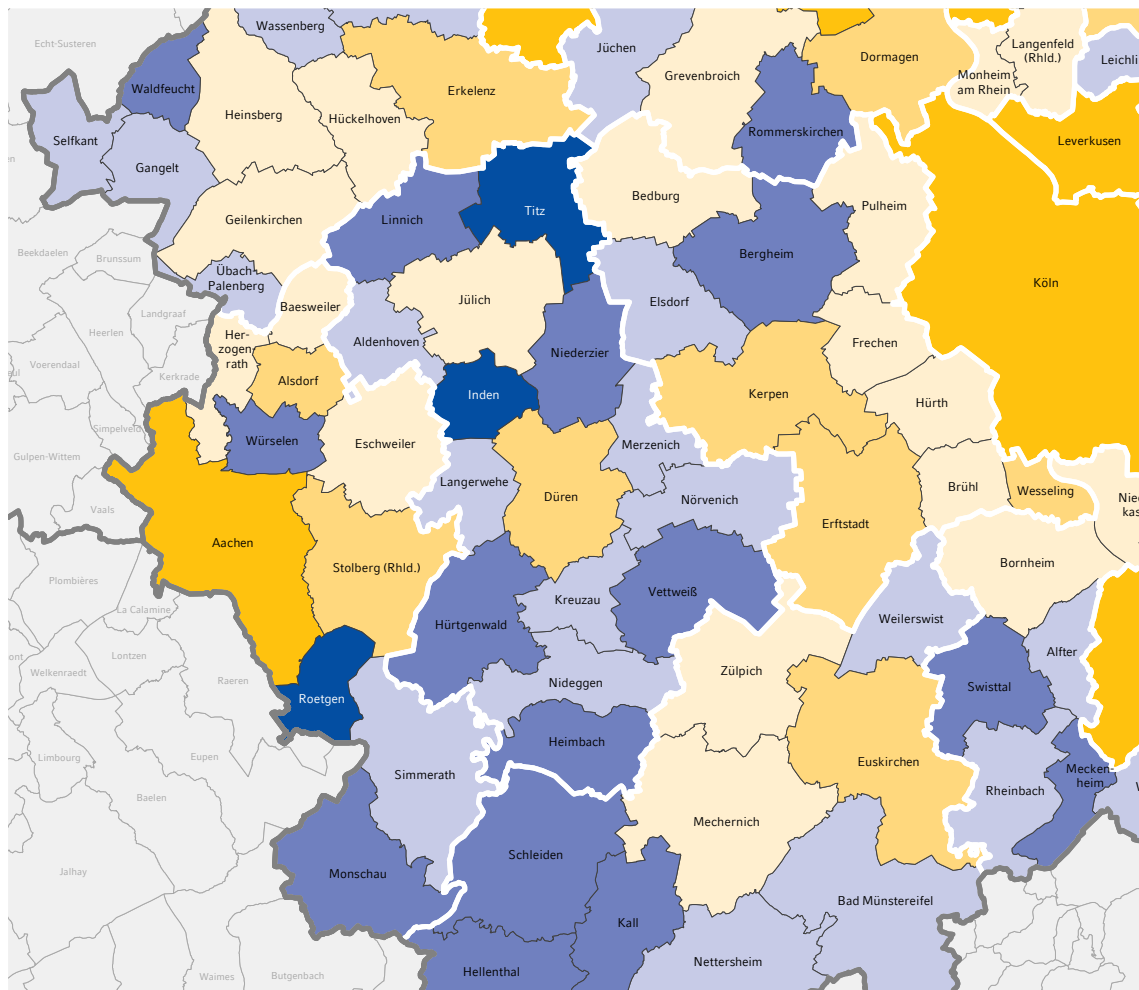 Wassenberg
Echt-Susteren
Jüchen
Dormagen
Langenfeld
(Rhld.)
Leichli
Waldfeucht
Heinsberg
Hückelhoven
Erkelenz
Grevenbroich
Monheim
am Rhein
Rommerskirchen
Leverkusen
Selfkant
Gangelt
Geilenkirchen
Linnich
Titz
Bedburg
Pulheim
Beekdaelen
Brunssum
Bergheim
Übach-
Palenberg
Köln
Baesweiler
Jülich
Elsdorf
Landgraaf
Heerlen
Her-
zogen-
rath
Aldenhoven
Niederzier
Frechen
Voerendaal
Kerkrade
Alsdorf
Inden
Kerpen
Hürth
Simpelveld
Gulpen-Wittem
Würselen
Eschweiler
Merzenich
Langerwehe
Düren
Nörvenich
Brühl
Wesseling
Nie
kas
Vaals
Erftstadt
Aachen
Stolberg (Rhld.)
Bornheim
Plombières
Kreuzau
Vettweiß
La Calamine
Hürtgenwald
Weilerswist
Lontzen
Alfter
ont
Welkenraedt
Raeren
Roetgen
Nideggen
Zülpich
Swisttal
Heimbach
Limbourg
Eupen
Simmerath
Euskirchen
Mecken-
heim
Rheinbach
Baelen
Mechernich
Schleiden
Jalhay
Monschau
Bad Münstereifel
Kall
Nettersheim
Waimes
Butgenbach
Hellenthal